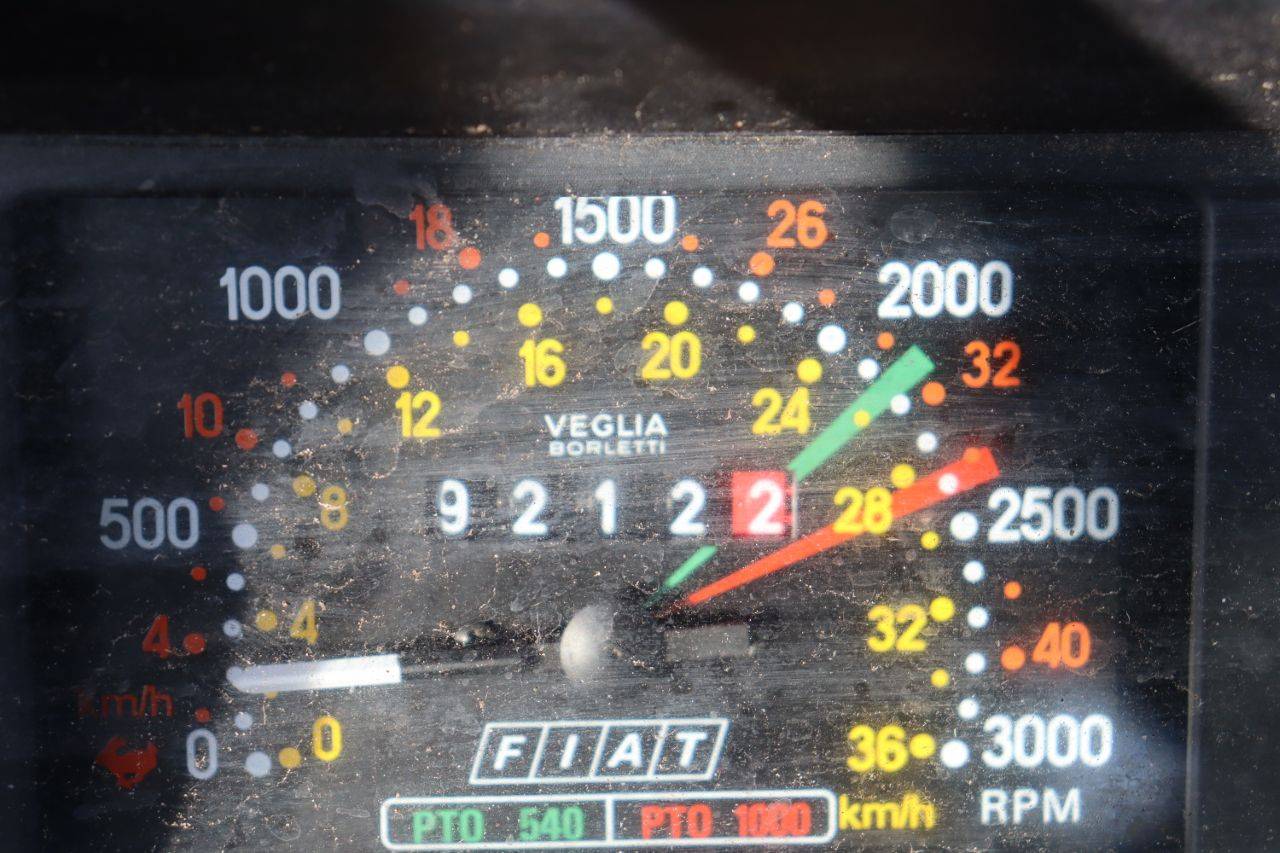 18 1500 26
1000 2000
16 20 32
10 12 24
VEGLIA
BORLETTI
500 8 9 2 1 2 2 28 2500
4 4 32 40
km/h
0 0 FIAT 36 3000
PTO 540 PTO 1000 km/h RPM